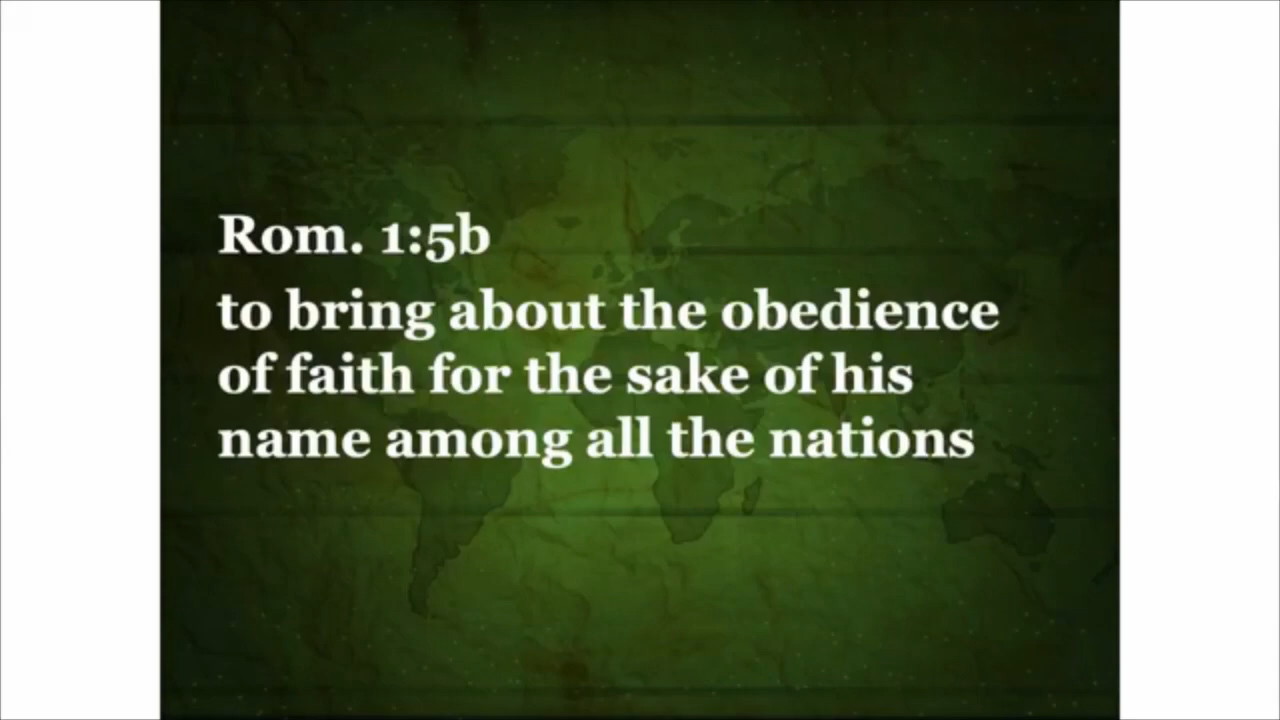 Rom. 1:5b
to bring about the obedience
of faith for the sake of his
name among all the nations